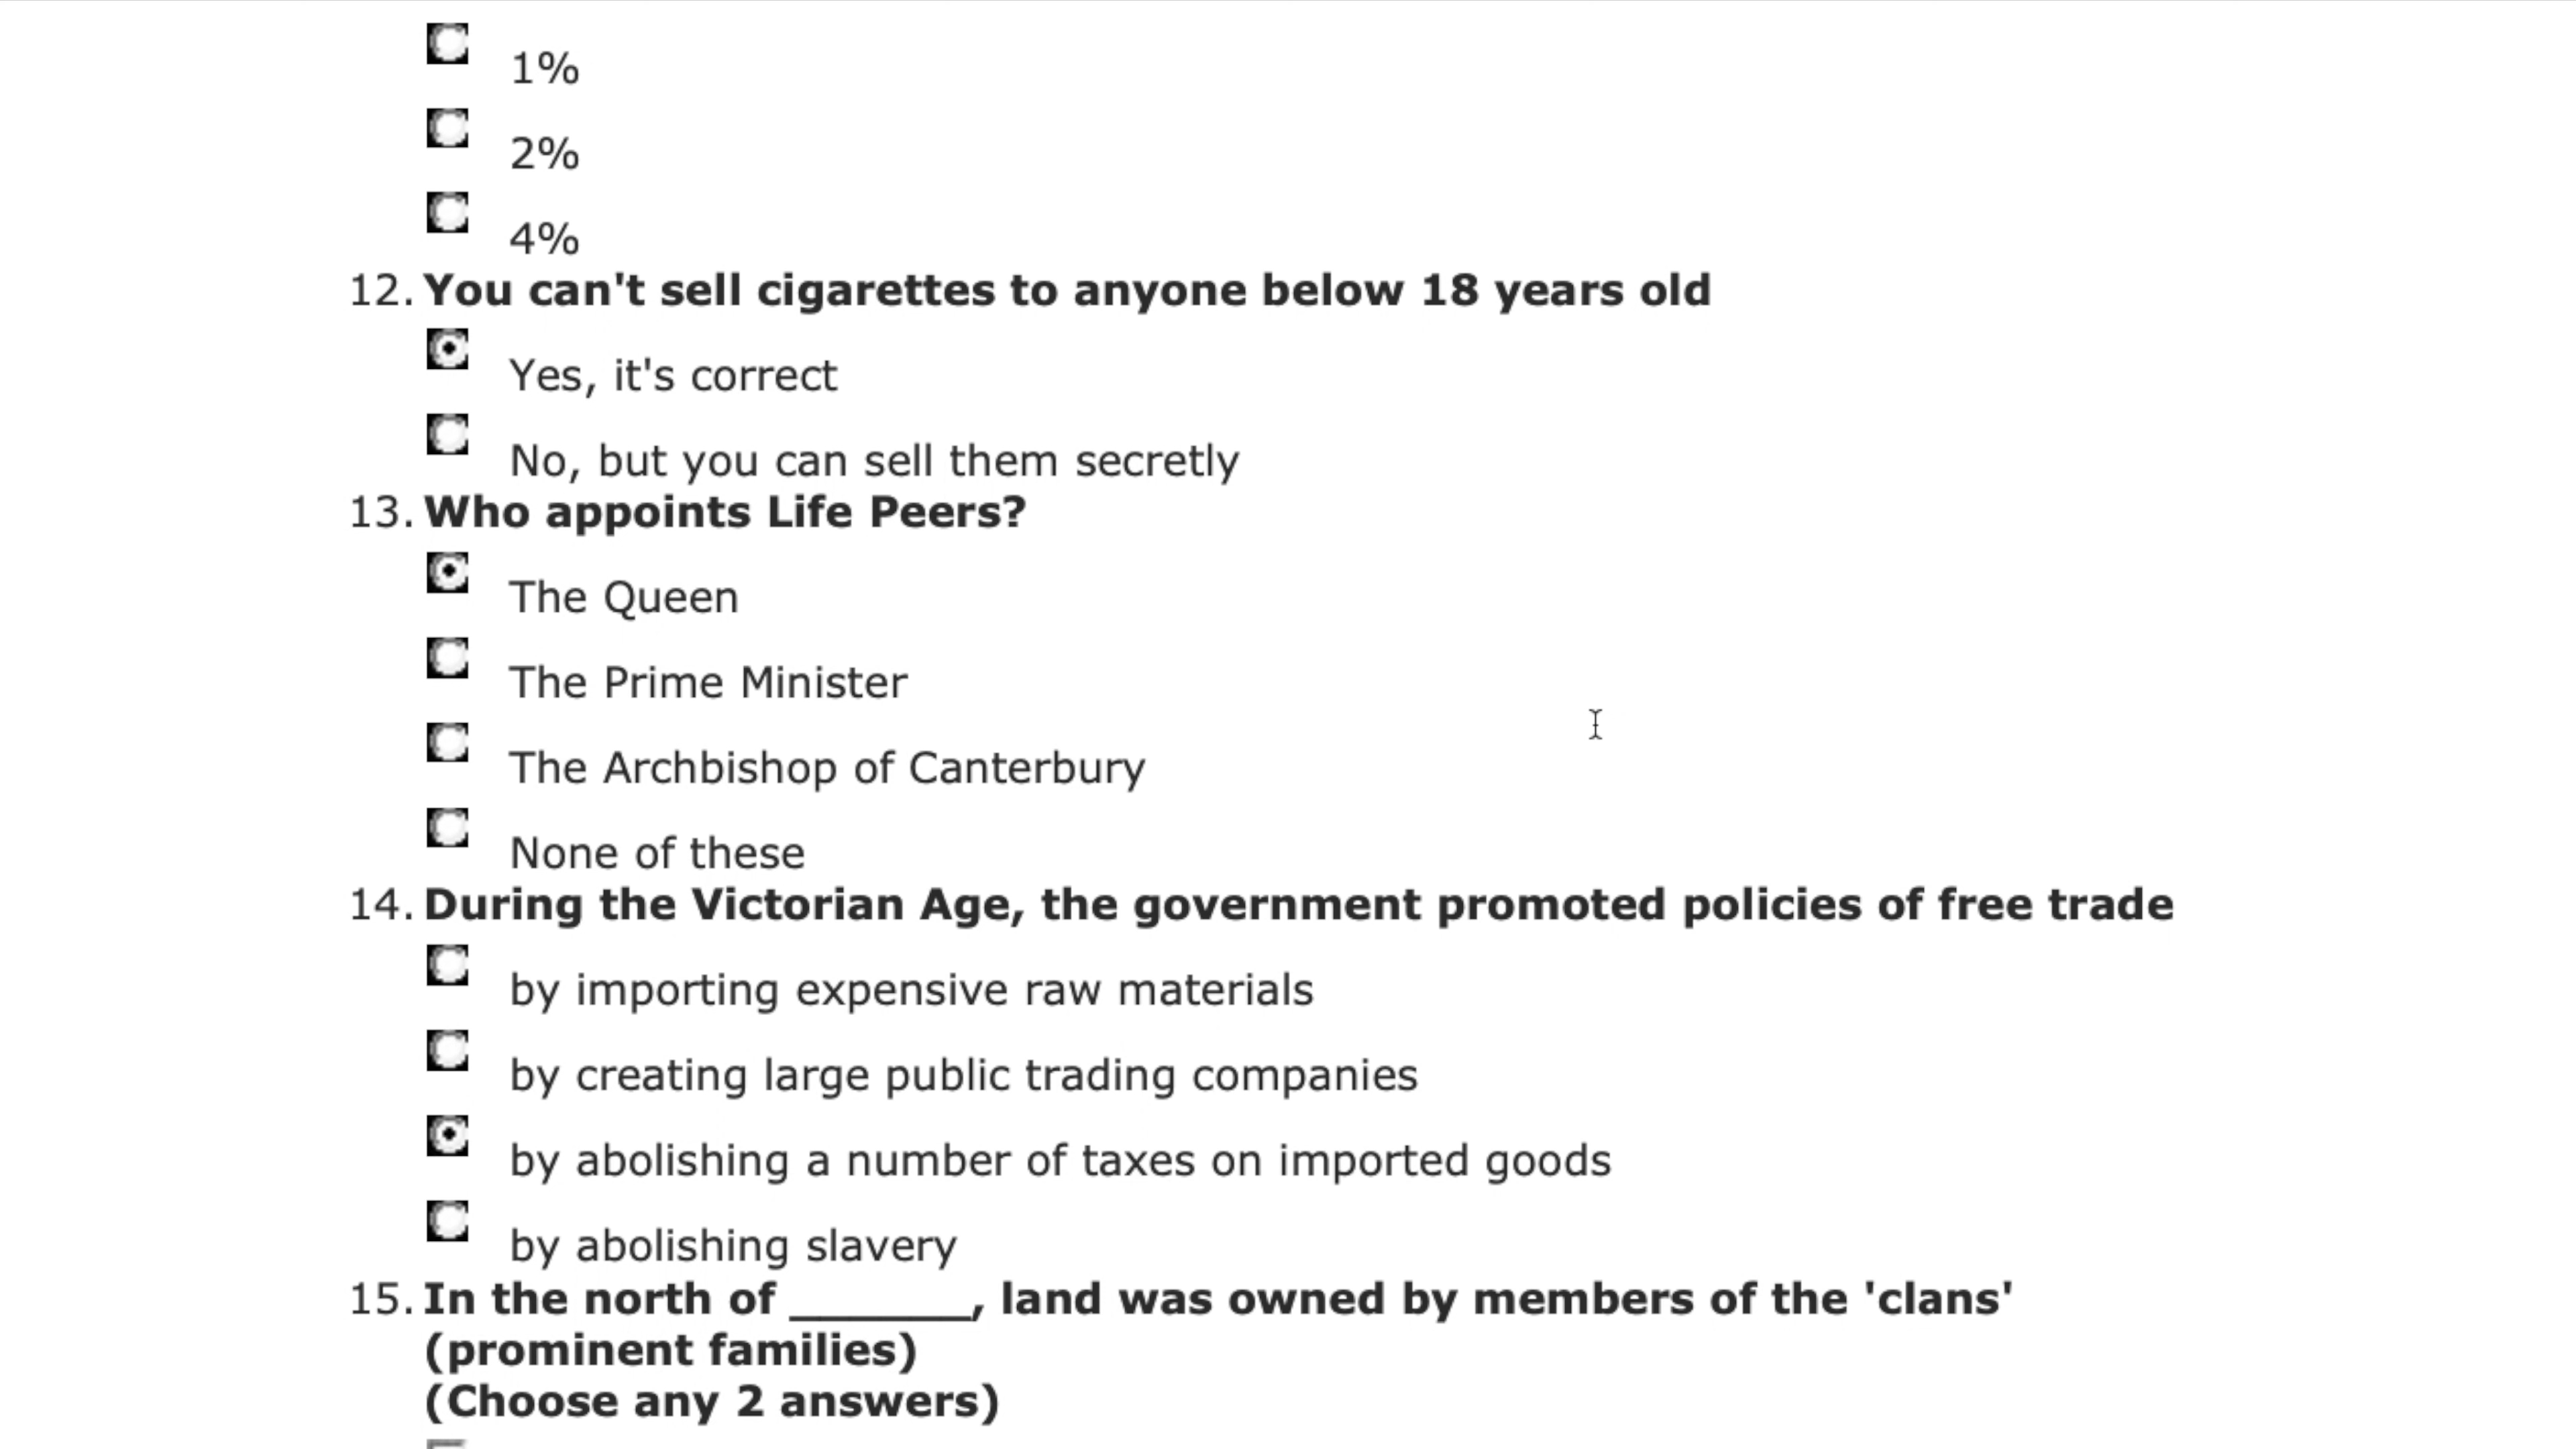 1%
2%
4%
12. You can't sell cigarettes to anyone below 18 years old
Yes, it's correct
No, but you can sell them secretly
13. Who appoints Life Peers?
The Queen
The Prime Minister
The Archbishop of Canterbury
None of these
14. During the Victorian Age, the government promoted policies of free trade
by importing expensive raw materials
by creating large public trading companies
by abolishing a number of taxes on imported goods
by abolishing slavery
15. In the north of _______, land was owned by members of the 'clans'
(prominent families)
(Choose any 2 answers)